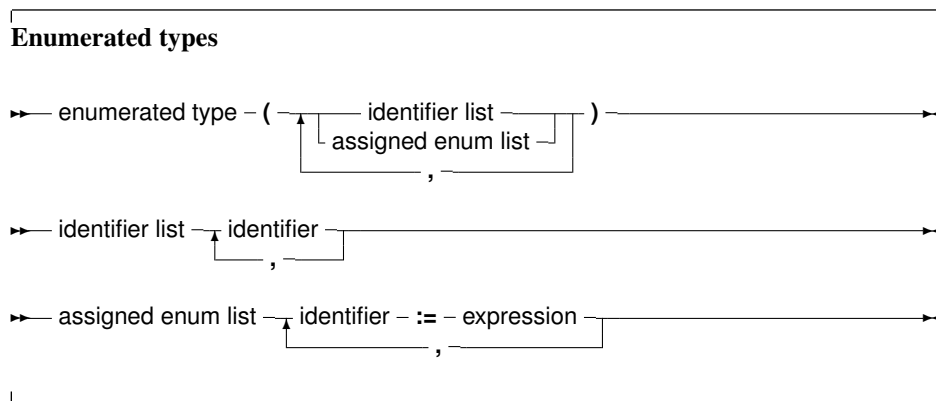 Enumerated types
enumerated type ( identifier list )
assigned enum list
,
identifier list identifier
,
assigned enum list identifier := expression
,